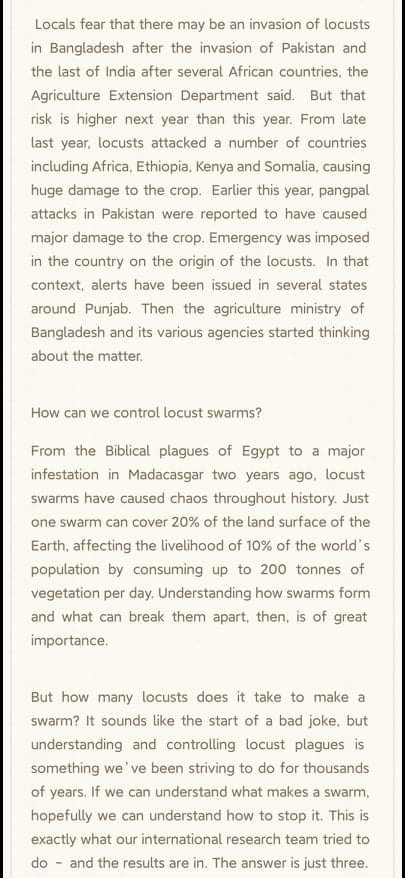 Locals fear that there may be an invasion of locusts
in Bangladesh after the invasion of Pakistan and
the last of India after several African countries, the
Agriculture Extension Department said. But that
risk is higher next year than this year. From late
last year, locusts attacked a number of countries
including Africa, Ethiopia, Kenya and Somalia, causing
huge damage to the crop. Earlier this year, pangpal
attacks in Pakistan were reported to have caused
major damage to the crop. Emergency was imposed
in the country on the origin of the locusts. In that
context, alerts have been issued in several states
around Punjab. Then the agriculture ministry of
Bangladesh and its various agencies started thinking
about the matter.
How can we control locust swarms?
From the Biblical plagues of Egypt to a major
infestation in Madacasgar two years ago, locust
swarms have caused chaos throughout history. Just
one swarm can cover 20% of the land surface of the
Earth, affecting the livelihood of 10% of the world's
population by consuming up to 200 tonnes of
vegetation per day. Understanding how swarms form
and what can break them apart, then, is of great
importance.
But how many locusts does it take to make a
swarm? It sounds like the start of a bad joke, but
understanding and controlling locust plagues is
something we've been striving to do for thousands
of years. If we can understand what makes a swarm,
hopefully we can understand how to stop it. This is
exactly what our international research team tried to
do – and the results are in. The answer is just three.